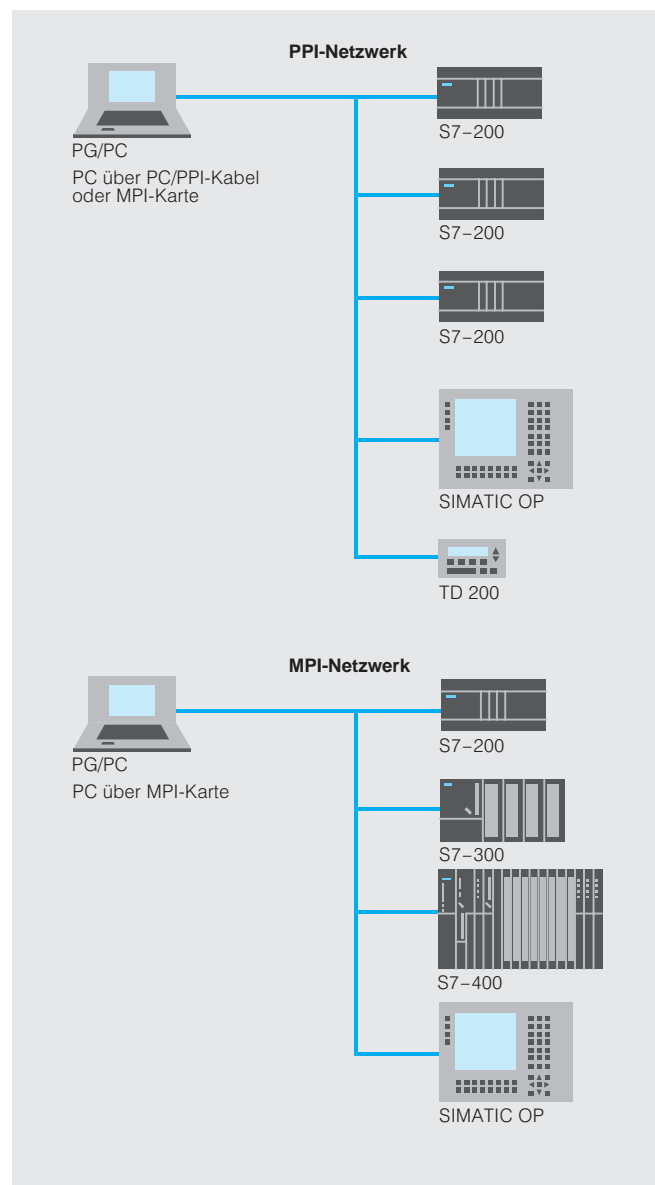 PPI-Netzwerk
S7–200
PG/PC
PC über PC/PPI-Kabel
oder MPI-Karte
S7–200
S7–200
SIMATIC OP
TD 200
MPI-Netzwerk
S7–200
PG/PC
PC über MPI-Karte
S7–300
S7–400
SIMATIC OP